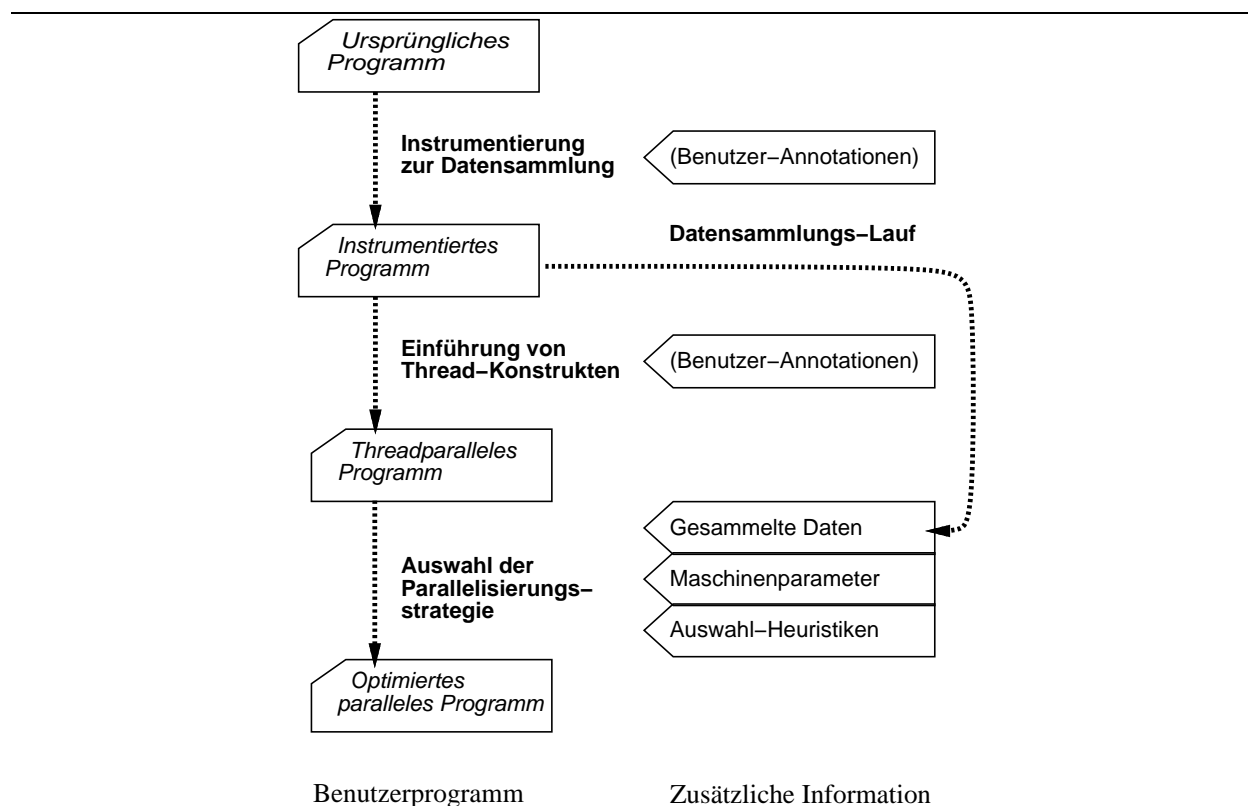 Ursprüngliches
Programm
Instrumentierung
zur Datensammlung
(Benutzer−Annotationen)
Instrumentiertes
Programm
Datensammlungs−Lauf
Einführung von
Thread−Konstrukten
(Benutzer−Annotationen)
Threadparalleles
Programm
Auswahl der
Parallelisierungs−
strategie
Gesammelte Daten
Maschinenparameter
Auswahl−Heuristiken
Optimiertes
paralleles Programm
Benutzerprogramm
Zusätzliche Information